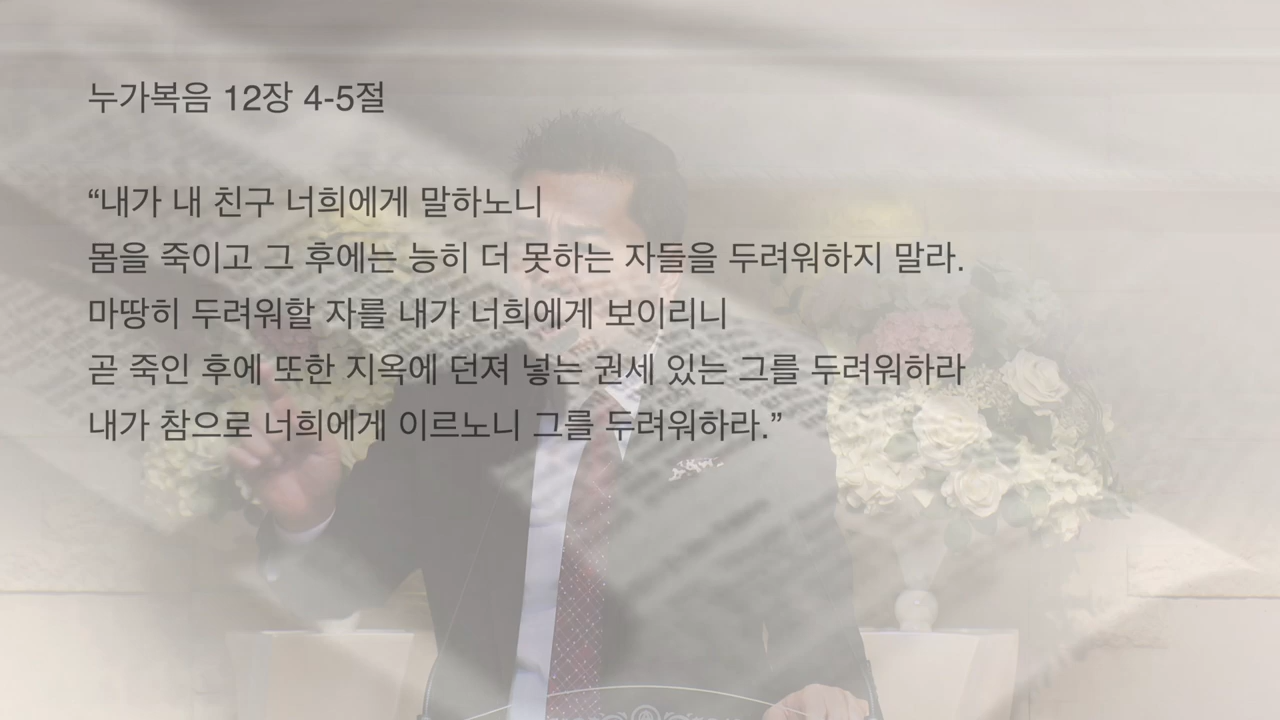 누가복음 12장 4-5절
“내가 내 친구 너희에게 말하노니
몸을 죽이고 그 후에는 능히 더 못하는 자들을 두려워하지 말라.
마땅히 두려워할 자를 내가 너희에게 보이리니
곧 죽인 후에 또한 지옥에 던져 넣는 권세 있는 그를 두려워하라
내가 참으로 너희에게 이르노니 그를 두려워하라.”